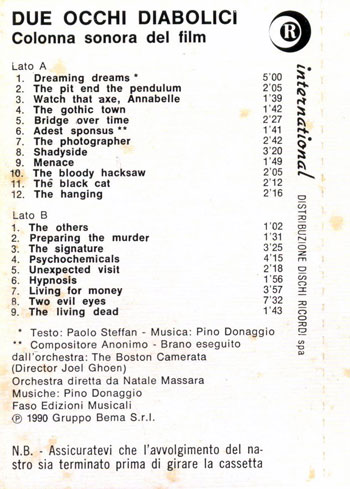 DUE OCCHI DIABOLICI
Colonna sonora del film
Lato A
1. Dreaming dreams * 5'00
2. The pit end the pendulum 2'05
3. Watch that axe, Annabelle 1'39
4. The gothic town 1'42
5. Bridge over time 2'27
6. Adest sponsus ** 1'41
7. The photographer 2'42
8. Shadyside 3'20
9. Menace 1'49
10. The bloody hacksaw 2'05
11. The black cat 2'12
12. The hanging 2'16
Lato B
1. The others 1'02
2. Preparing the murder 1'31
3. The signature 3'25
4. Psychochemicals 4'15
5. Unexpected visit 2'18
6. Hypnosis 1'56
7. Living for money 3'57
8. Two evil eyes 7'32
9. The living dead 1'43
* Testo: Paolo Steffan - Musica: Pino Donaggio
** Compositore Anonimo - Brano eseguito
dall'orchestra: The Boston Camerata
(Director Joel Ghoen)
Orchestra diretta da Natale Massara
Musiche: Pino Donaggio
Faso Edizioni Musicali
℗ 1990 Gruppo Bema S.r.l.
N.B. - Assicuratevi che l'avvolgimento del na-
stro sia terminato prima di girare la cassetta
R
international
DISTRIBUZIONE DISCHI RICORDI spa